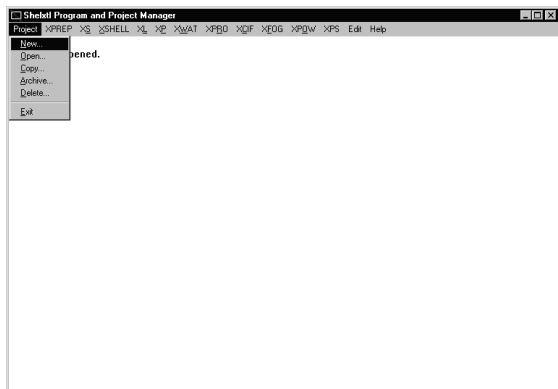 Shelxtl Program and Project Manager
Project XPREP XS XSHELL XL XP XWAT XPRO XCIF XFOG XPOW XPS Edit Help
New...
Open...
pened.
Copy...
Archive...
Delete...
Exit